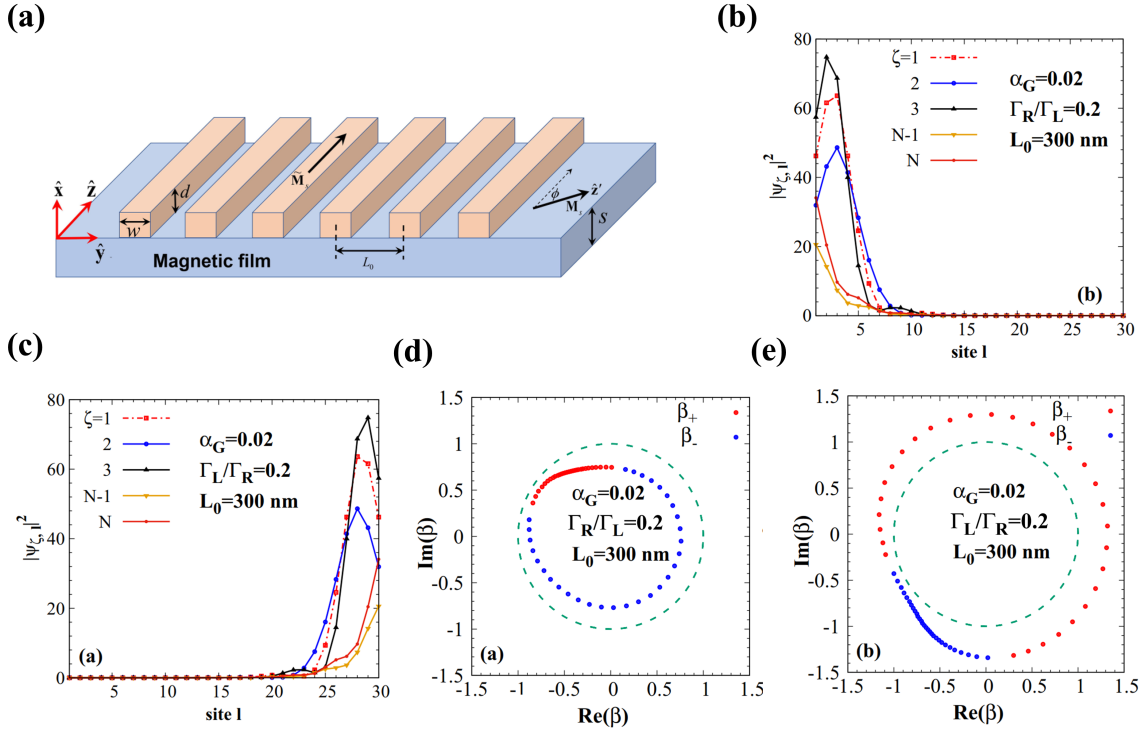 (a)
x̂
ẑ
ŷ
d
w
M̃s
L₀
ϕ
ẑ'
Ms
s
Magnetic film
(b)
80
60
40
20
0
|Ψζ,l|²
ζ=1
2
3
N-1
N
αG=0.02
ΓR/ΓL=0.2
L0=300 nm
(b)
5 10 15 20 25 30
site l
(c)
80
60
40
20
0
|Ψζ,l|²
ζ=1
2
3
N-1
N
αG=0.02
ΓL/ΓR=0.2
L0=300 nm
(a)
5 10 15 20 25 30
site l
(d)
1.5
1
0.5
0
-0.5
-1
-1.5
Im(β)
β+
β-
αG=0.02
ΓR/ΓL=0.2
L0=300 nm
(a)
-1.5 -1 -0.5 0 0.5 1 1.5
Re(β)
(e)
1.5
1
0.5
0
-0.5
-1
-1.5
Im(β)
β+
β-
αG=0.02
ΓL/ΓR=0.2
L0=300 nm
(b)
-1.5 -1 -0.5 0 0.5 1 1.5
Re(β)